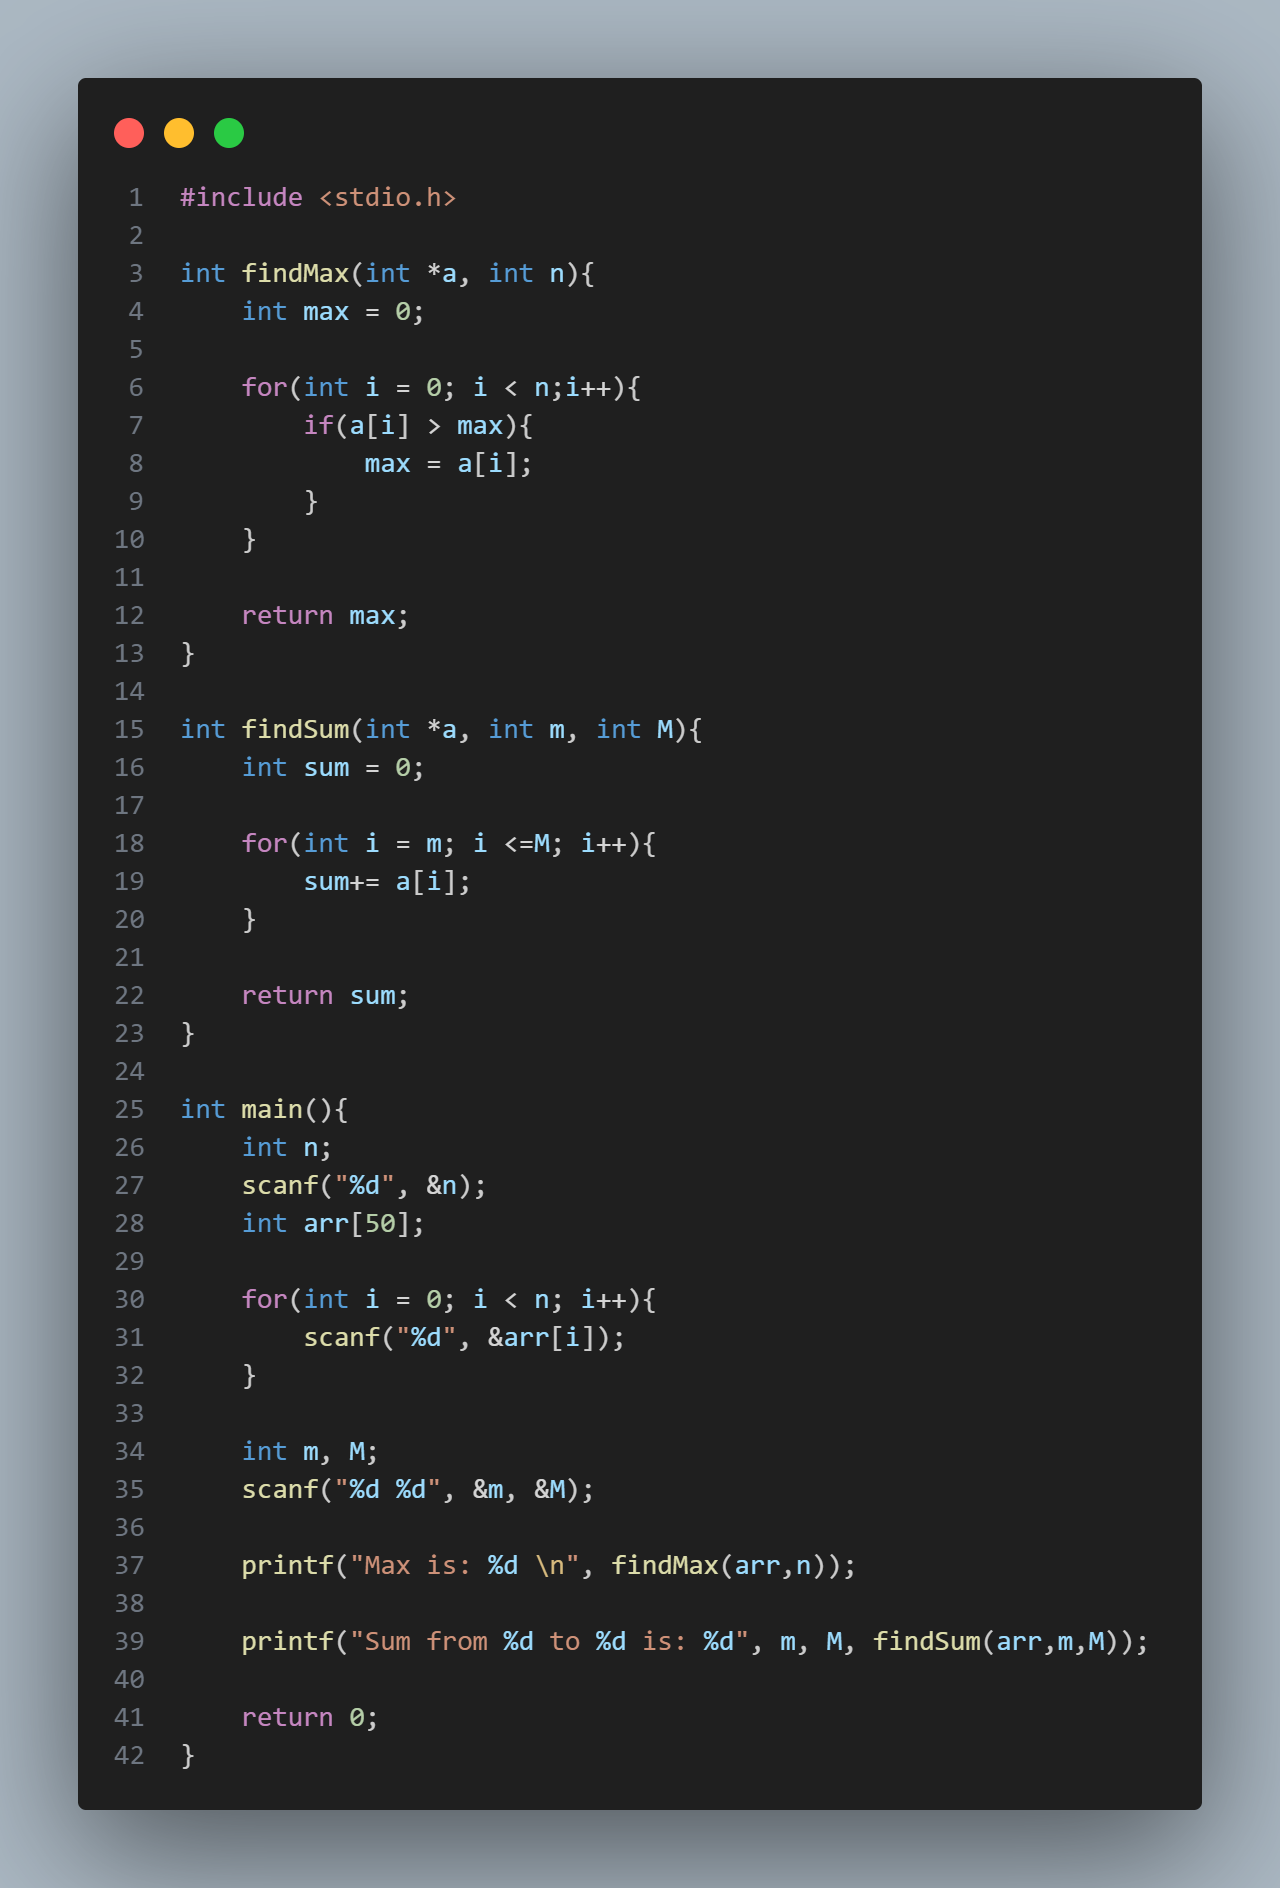 1 #include <stdio.h>
2
3 int findMax(int *a, int n){
4     int max = 0;
5
6     for(int i = 0; i < n;i++){
7         if(a[i] > max){
8             max = a[i];
9         }
10     }
11
12     return max;
13 }
14
15 int findSum(int *a, int m, int M){
16     int sum = 0;
17
18     for(int i = m; i <=M; i++){
19         sum+= a[i];
20     }
21
22     return sum;
23 }
24
25 int main(){
26     int n;
27     scanf("%d", &n);
28     int arr[50];
29
30     for(int i = 0; i < n; i++){
31         scanf("%d", &arr[i]);
32     }
33
34     int m, M;
35     scanf("%d %d", &m, &M);
36
37     printf("Max is: %d \n", findMax(arr,n));
38
39     printf("Sum from %d to %d is: %d", m, M, findSum(arr,m,M));
40
41     return 0;
42 }